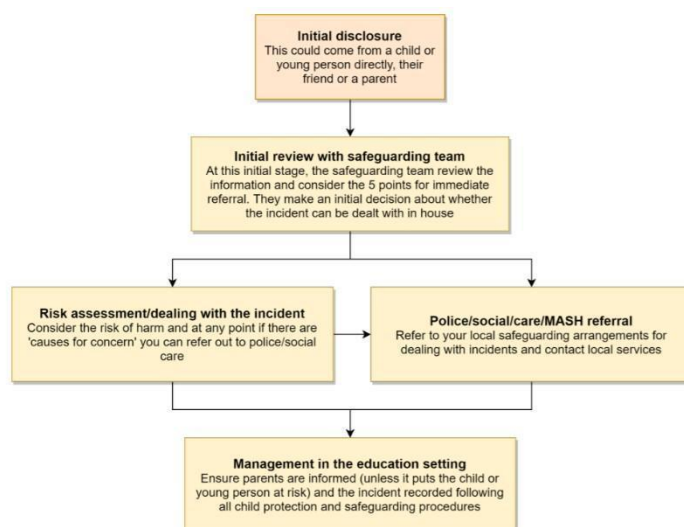 Initial disclosure
This could come from a child or
young person directly, their
friend or a parent
Initial review with safeguarding team
At this initial stage, the safeguarding team review the
information and consider the 5 points for immediate
referral. They make an initial decision about whether
the incident can be dealt with in house
Risk assessment/dealing with the incident
Consider the risk of harm and at any point if there are
'causes for concern' you can refer out to police/social
care
Police/social/care/MASH referral
Refer to your local safeguarding arrangements for
dealing with incidents and contact local services
Management in the education setting
Ensure parents are informed (unless it puts the child or
young person at risk) and the incident recorded following
all child protection and safeguarding procedures